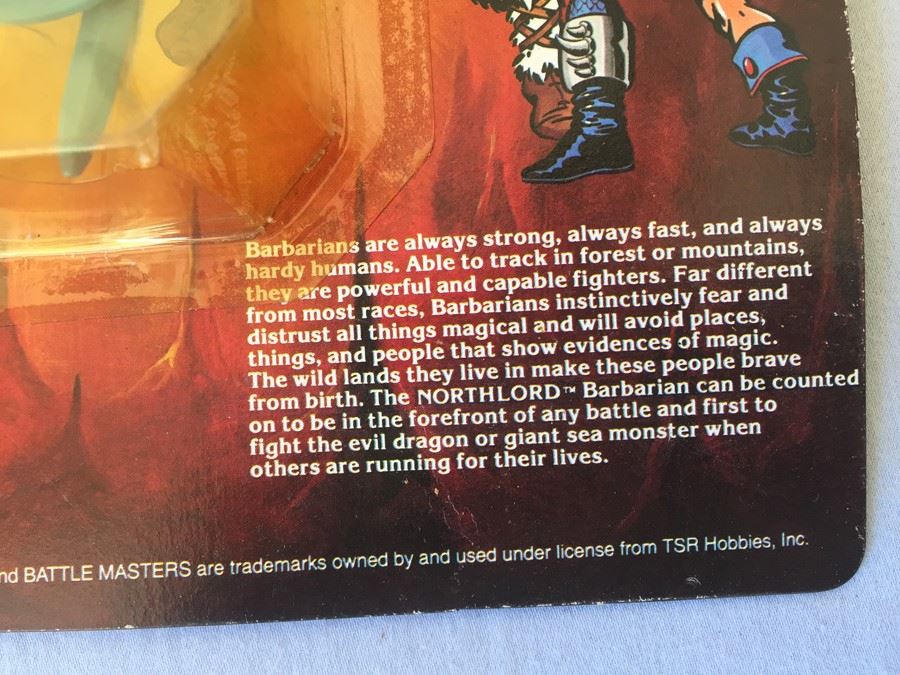 Barbarians are always strong, always fast, and always
hardy humans. Able to track in forest or mountains,
they are powerful and capable fighters. Far different
from most races, Barbarians instinctively fear and
distrust all things magical and will avoid places,
things, and people that show evidences of magic.
The wild lands they live in make these people brave
from birth. The NORTHLORD™ Barbarian can be counted
on to be in the forefront of any battle and first to
fight the evil dragon or giant sea monster when
others are running for their lives.
BATTLE MASTERS are trademarks owned by and used under license from TSR Hobbies, Inc.